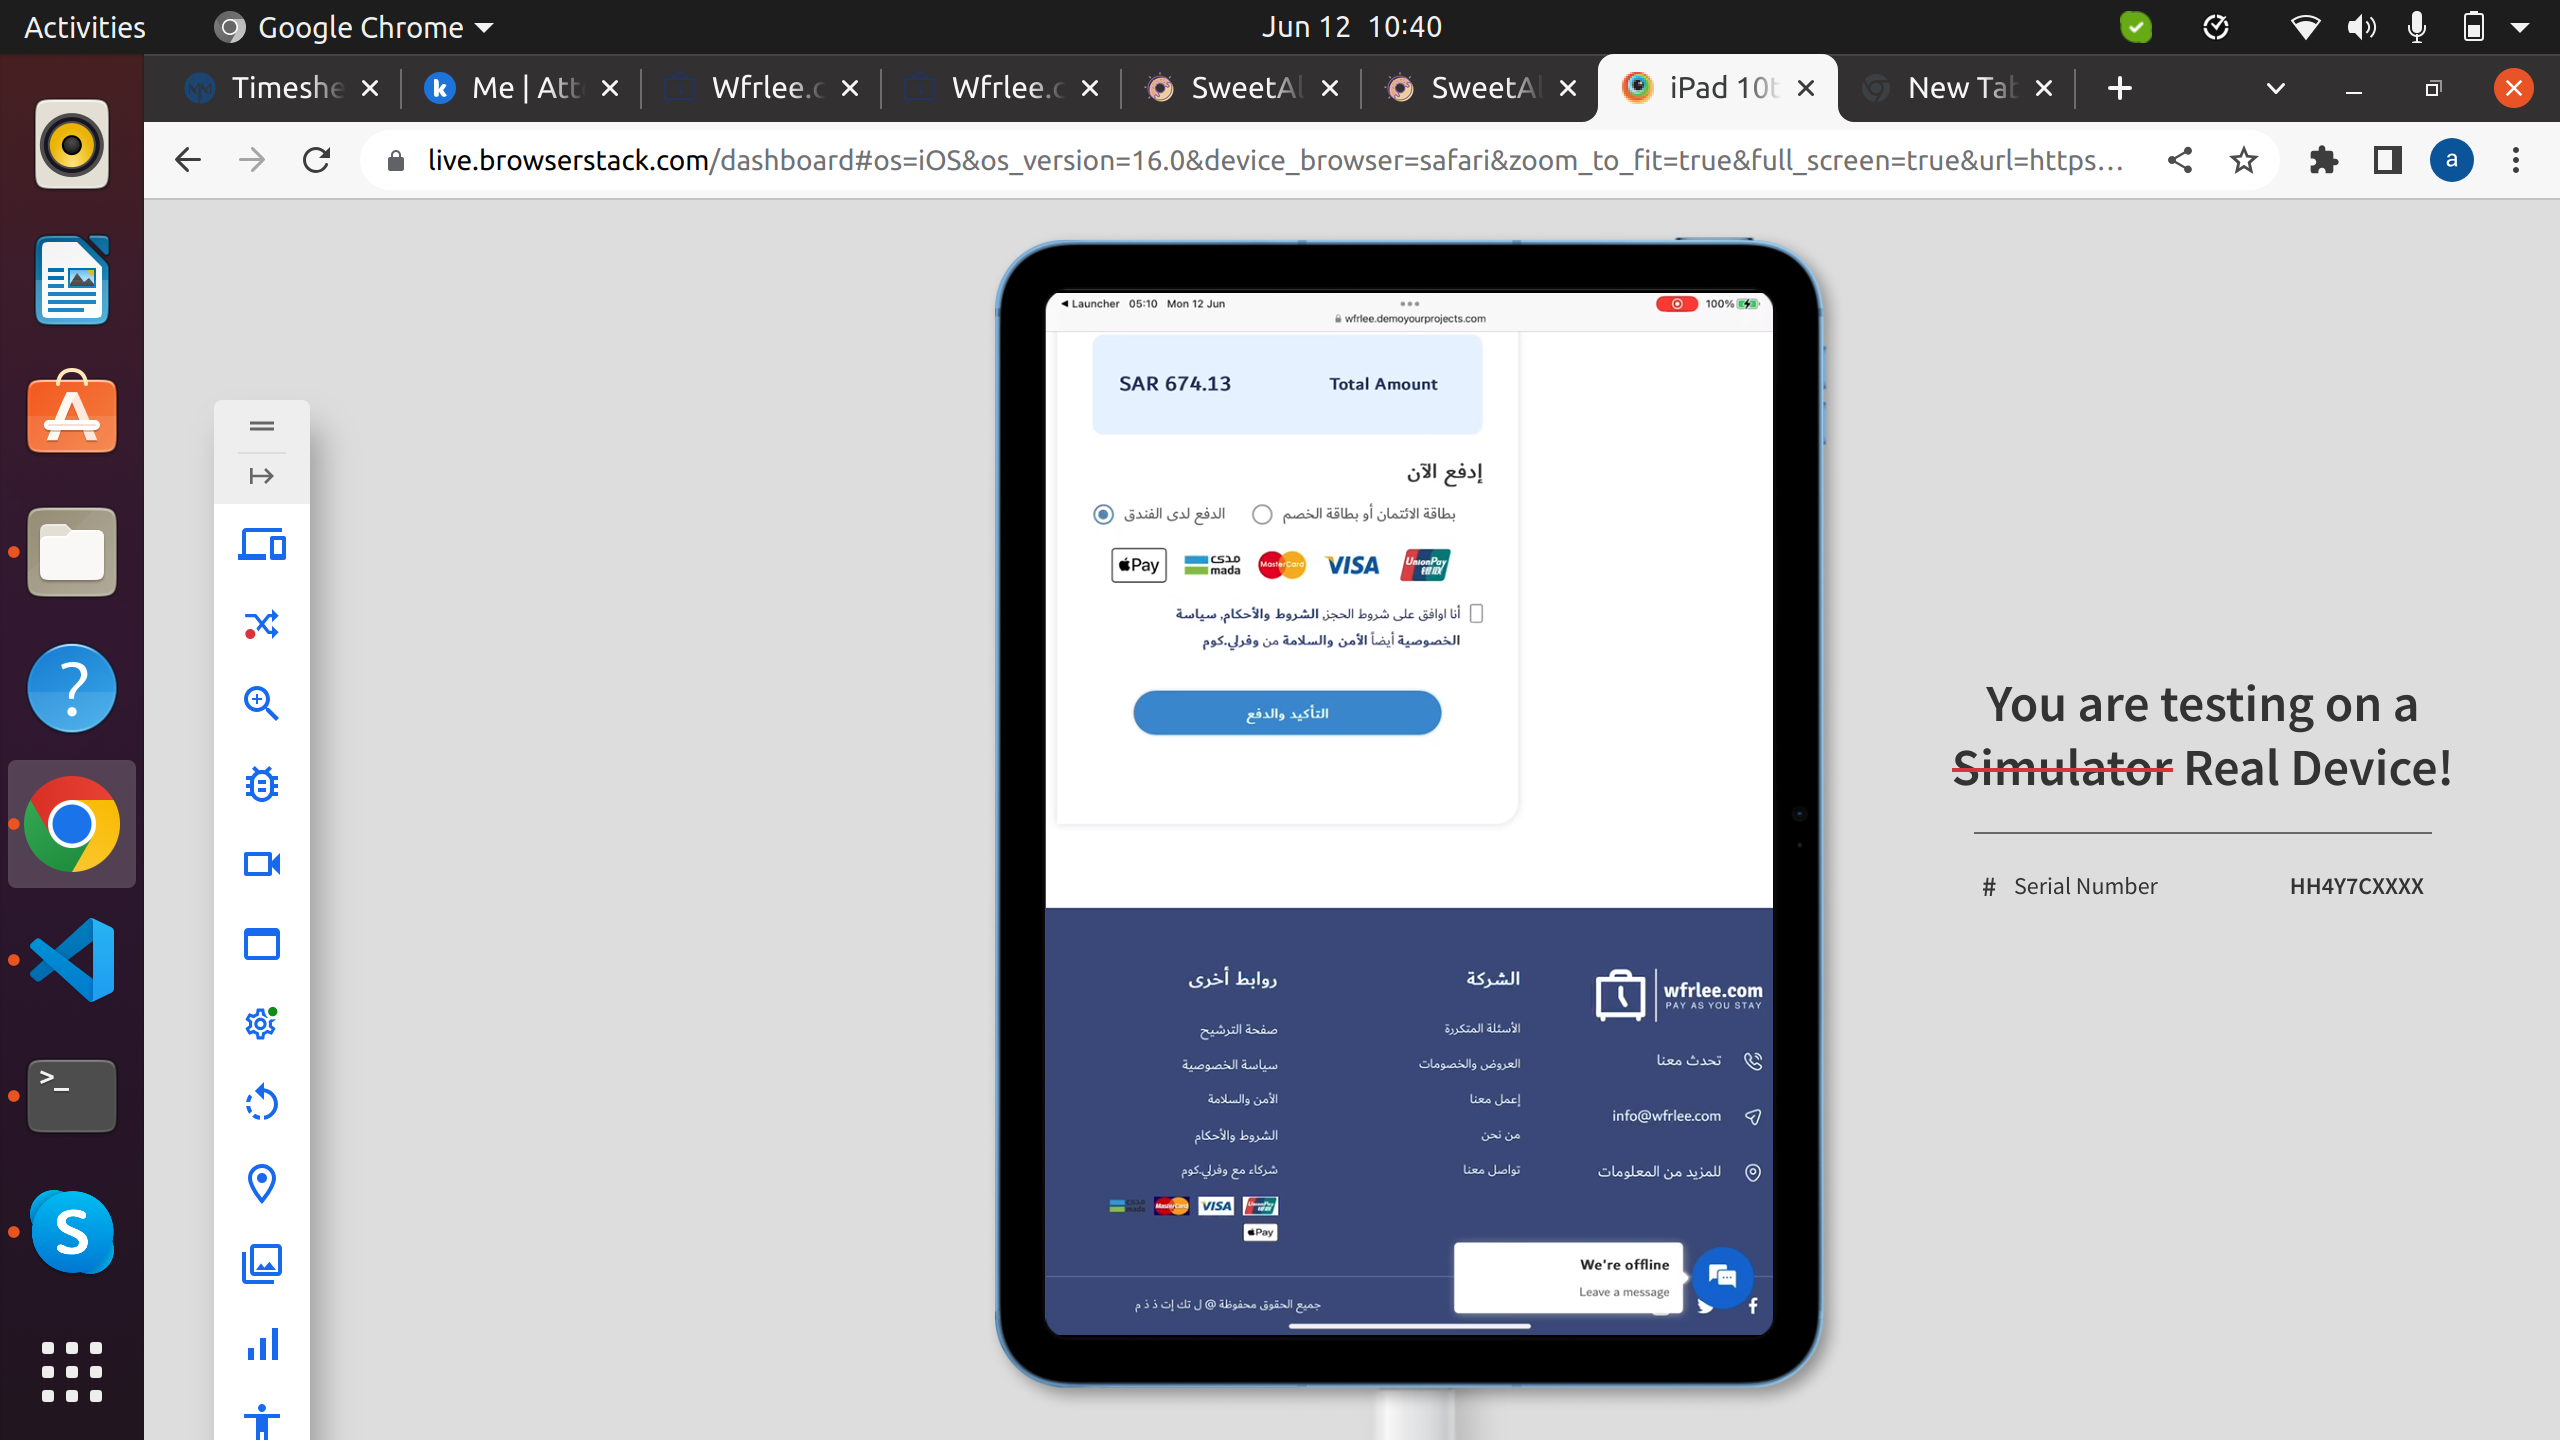 Activities
Google Chrome
Jun 12 10:40
Timeshe
Me | Att
Wfrlee.c
Wfrlee.c
SweetAl
SweetAl
iPad 10t
New Tab
live.browserstack.com/dashboard#os=iOS&os_version=16.0&device_browser=safari&zoom_to_fit=true&full_screen=true&url=https…
a
Launcher 05:10 Mon 12 Jun
100%
wfrlee.demoyourprojects.com
SAR 674.13
Total Amount
إدفع الآن
بطاقة الائتمان أو بطاقة الخصم
الدفع لدى الفندق
Pay
مدى
mada
MasterCard
VISA
UnionPay
银联
أنا اوافق على شروط الحجز, الشروط والأحكام, سياسة
الخصوصية أيضاً الأمن والسلامة من وفرلي.كوم
التأكيد والدفع
wfrlee.com
PAY AS YOU STAY
تحدث معنا
info@wfrlee.com
للمزيد من المعلومات
الشركة
الأسئلة المتكررة
العروض والخصومات
إعمل معنا
من نحن
تواصل معنا
روابط أخرى
صفحة الترشيح
سياسة الخصوصية
الأمن والسلامة
الشروط والأحكام
شركاء مع وفرلي.كوم
mada
MasterCard
VISA
UnionPay
Pay
We're offline
Leave a message
جميع الحقوق محفوظة @ ل تك إت ذ ذ م
You are testing on a
Simulator Real Device!
# Serial Number HH4Y7CXXXX